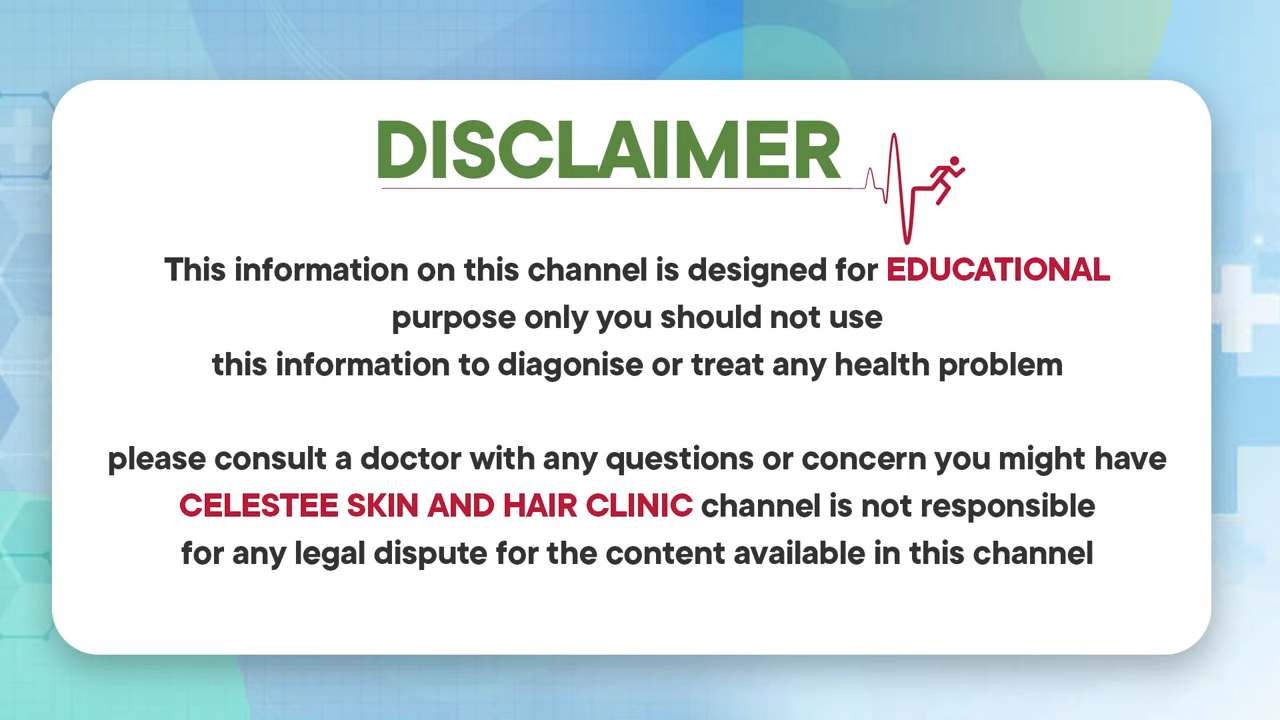 DISCLAIMER
This information on this channel is designed for EDUCATIONAL
purpose only you should not use
this information to diagonise or treat any health problem
please consult a doctor with any questions or concern you might have
CELESTEE SKIN AND HAIR CLINIC channel is not responsible
for any legal dispute for the content available in this channel